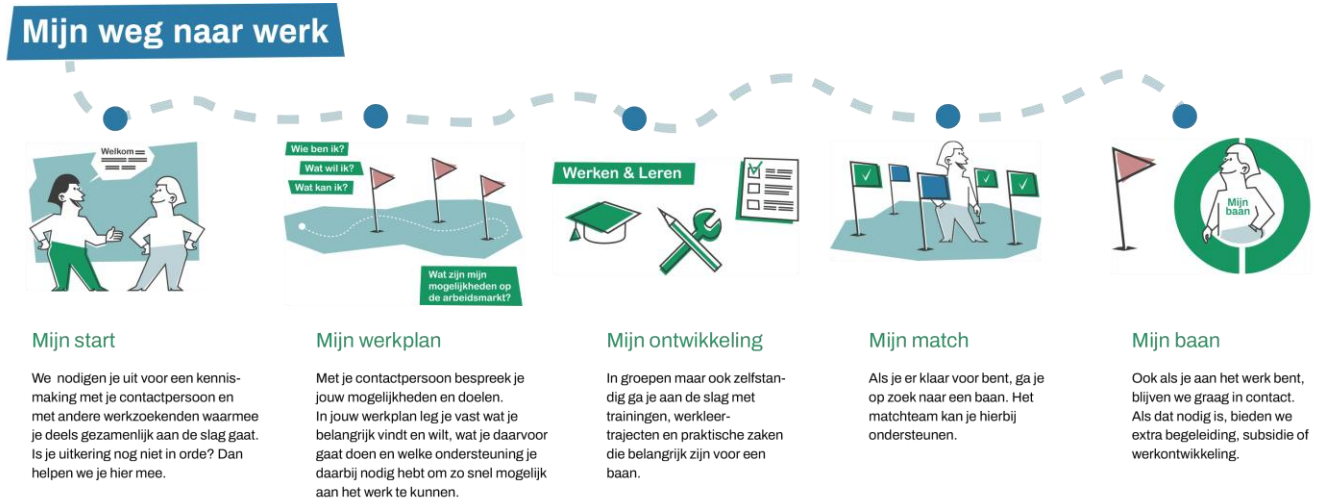 Mijn weg naar werk
Welkom
Wie ben ik?
Wat wil ik?
Wat kan ik?
Wat zijn mijn
mogelijkheden op
de arbeidsmarkt?
Werken & Leren
Mijn
baan
Mijn start
We  nodigen je uit voor een kennis-
making met je contactpersoon en
met andere werkzoekenden waarmee
je deels gezamenlijk aan de slag gaat.
Is je uitkering nog niet in orde? Dan
helpen we je hier mee.
Mijn werkplan
Met je contactpersoon bespreek je
jouw mogelijkheden en doelen.
In jouw werkplan leg je vast wat je
belangrijk vindt en wilt, wat je daarvoor
gaat doen en welke ondersteuning je
daarbij nodig hebt om zo snel mogelijk
aan het werk te kunnen.
Mijn ontwikkeling
In groepen maar ook zelfstan-
dig ga je aan de slag met
trainingen, werkleer-
trajecten en praktische zaken
die belangrijk zijn voor een
baan.
Mijn match
Als je er klaar voor bent, ga je
op zoek naar een baan. Het
matchteam kan je hierbij
ondersteunen.
Mijn baan
Ook als je aan het werk bent,
blijven we graag in contact.
Als dat nodig is, bieden we
extra begeleiding, subsidie of
werkontwikkeling.